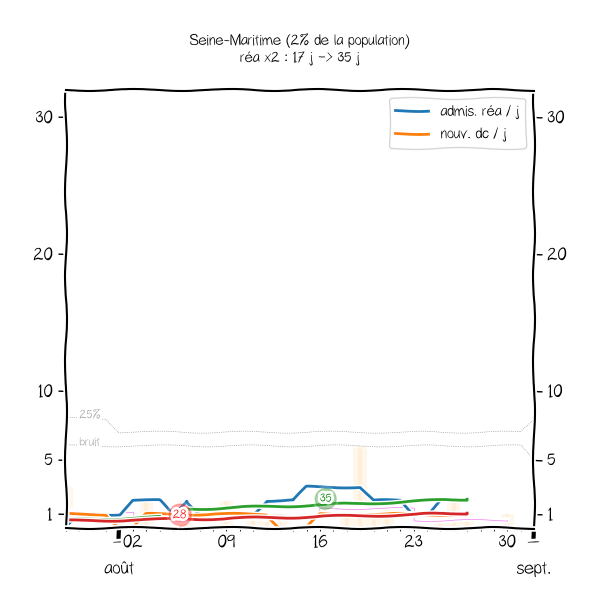 Seine-Maritime (2% de la population)
réa x2 : 17 j -> 35 j
admis. réa / j
nouv. dc / j
30
30
20
20
10
10
25%
bruit
5
5
35
28
1
1
02
09
16
23
30
août
sept.